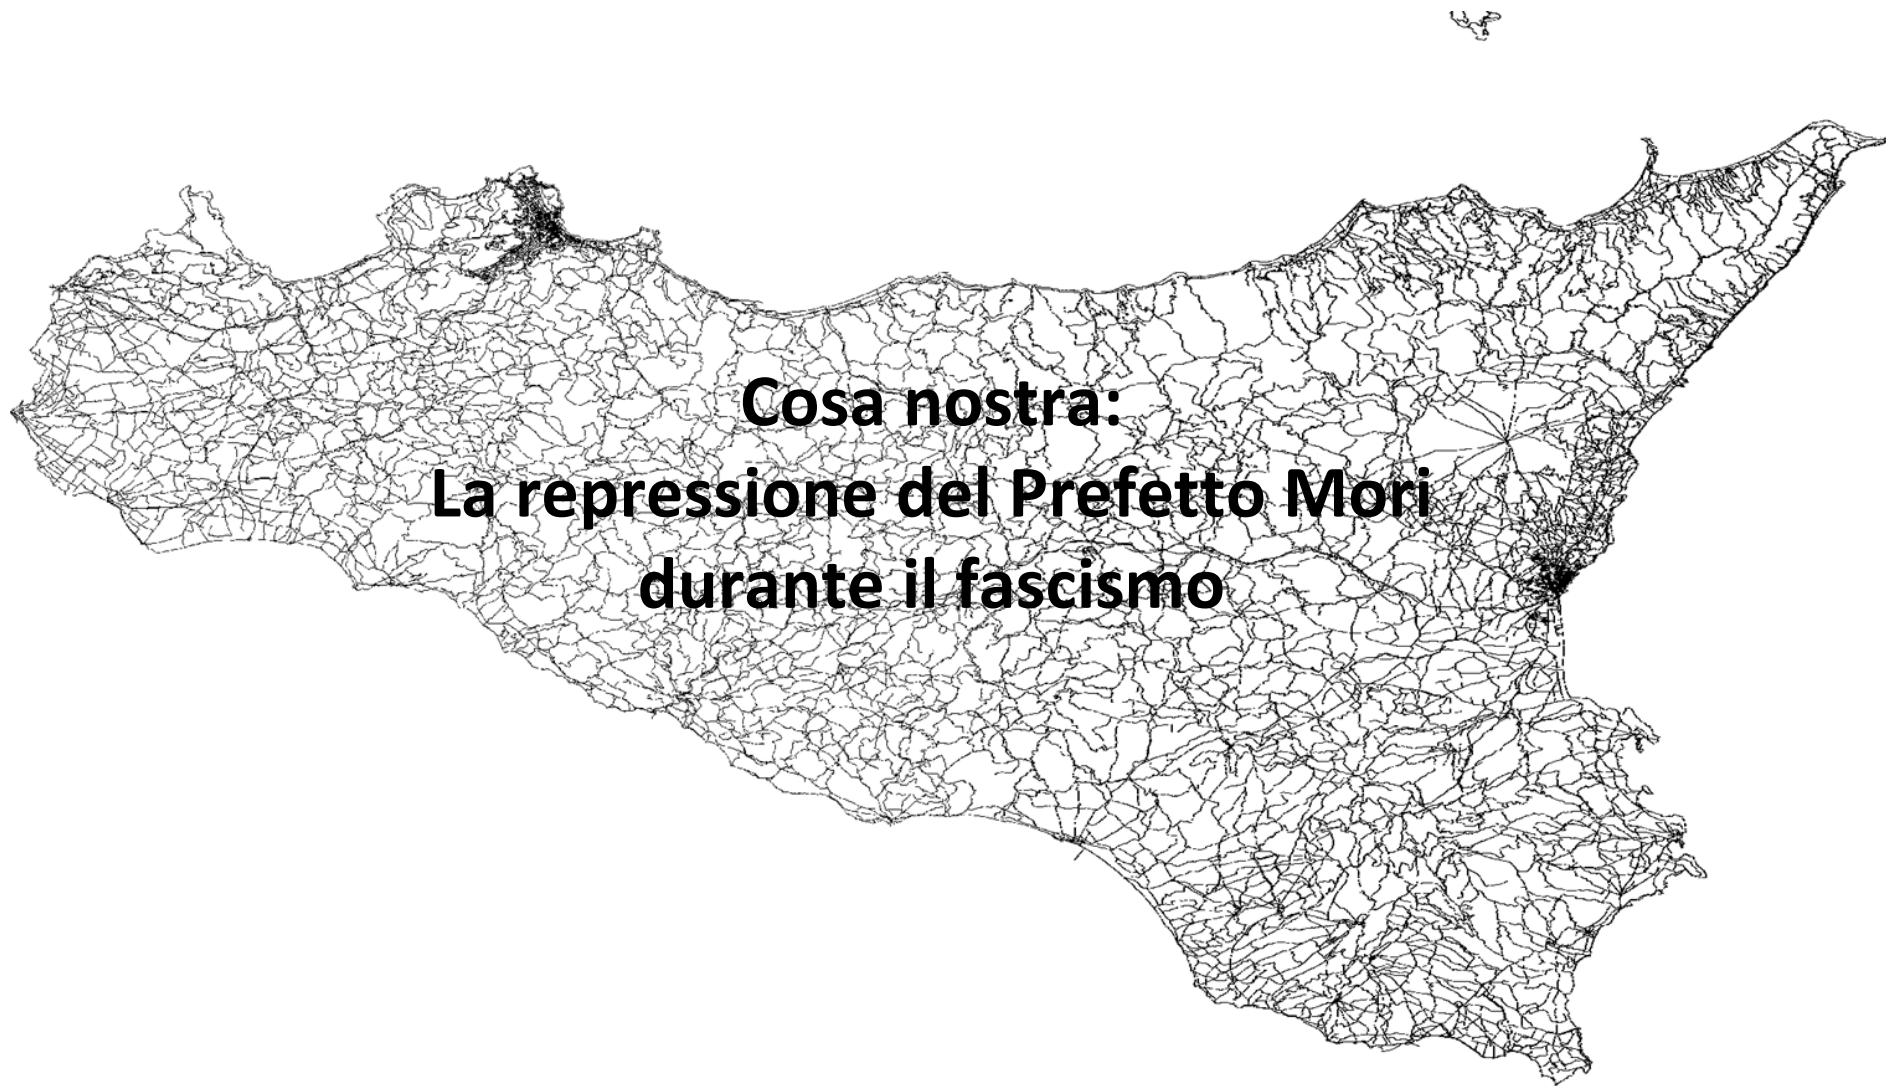 Cosa nostra:
La repressione del Prefetto Mori
durante il fascismo